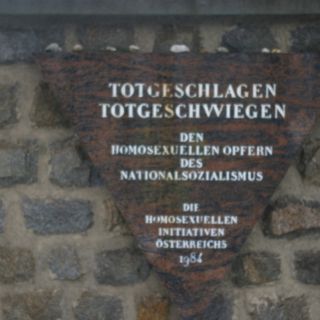 TOTGESCHLAGEN
TOTGESCHWIEGEN
DEN
HOMOSEXUELLEN OPFERN
DES
NATIONALSOZIALISMUS
DIE
HOMOSEXUELLEN
INITIATIVEN
ÖSTERREICHS
1984